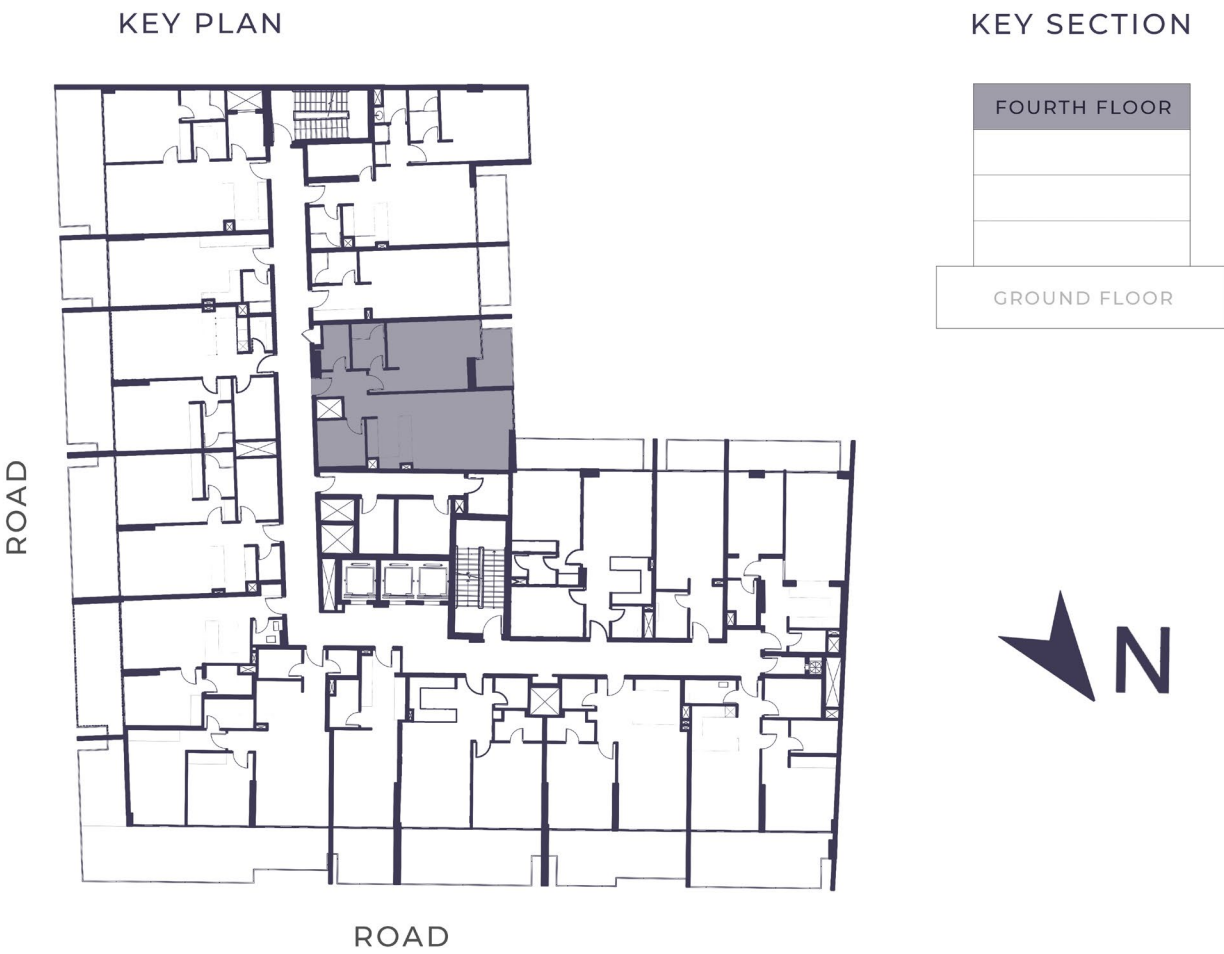 KEY PLAN
KEY SECTION
FOURTH FLOOR
GROUND FLOOR
ROAD
N
ROAD